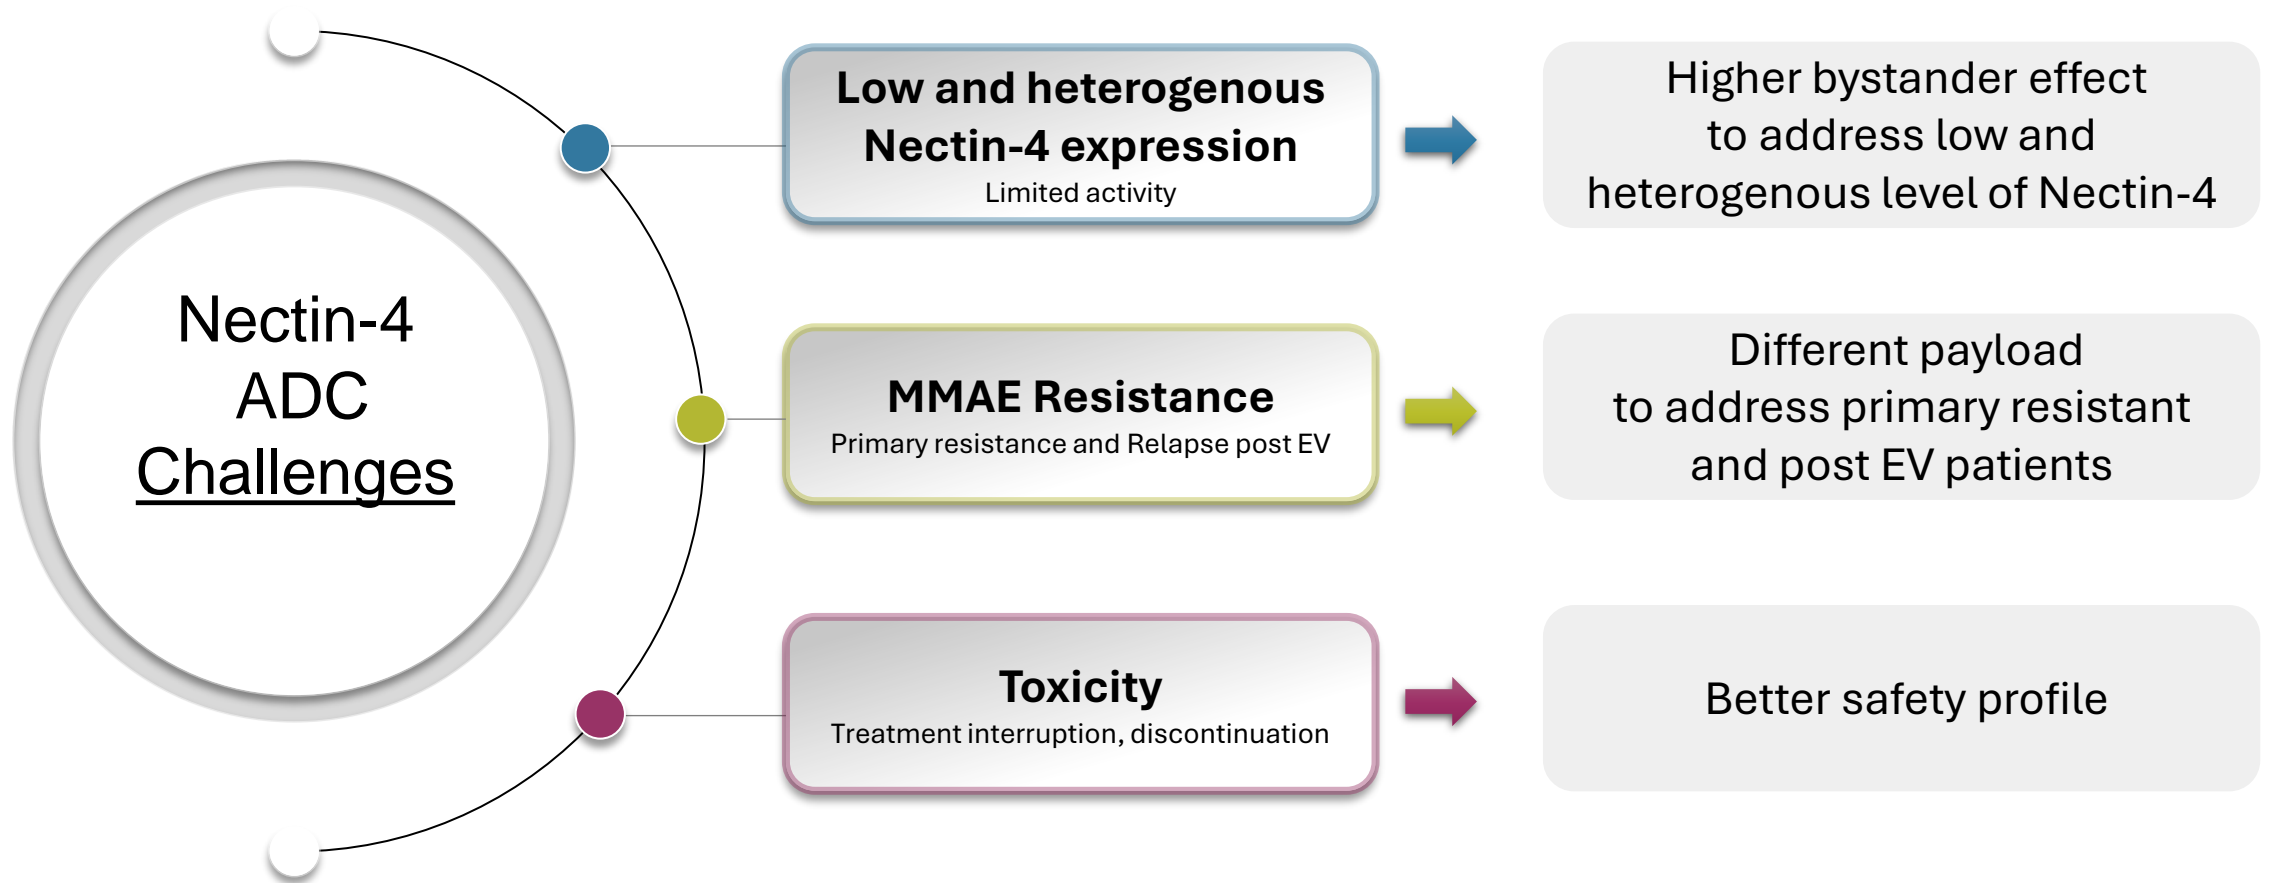 Nectin-4
ADC
Challenges
Low and heterogenous
Nectin-4 expression
Limited activity
Higher bystander effect
to address low and
heterogenous level of Nectin-4
MMAE Resistance
Primary resistance and Relapse post EV
Different payload
to address primary resistant
and post EV patients
Toxicity
Treatment interruption, discontinuation
Better safety profile